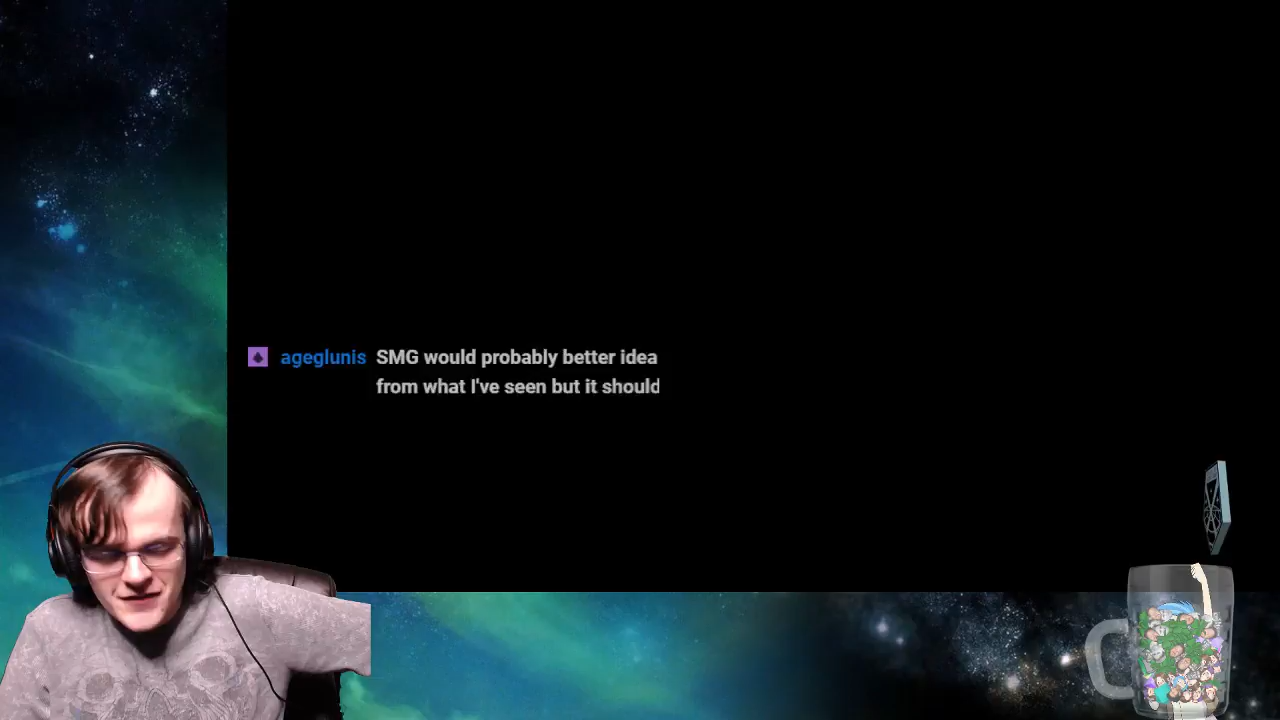 ageglunis SMG would probably better idea
from what I've seen but it should